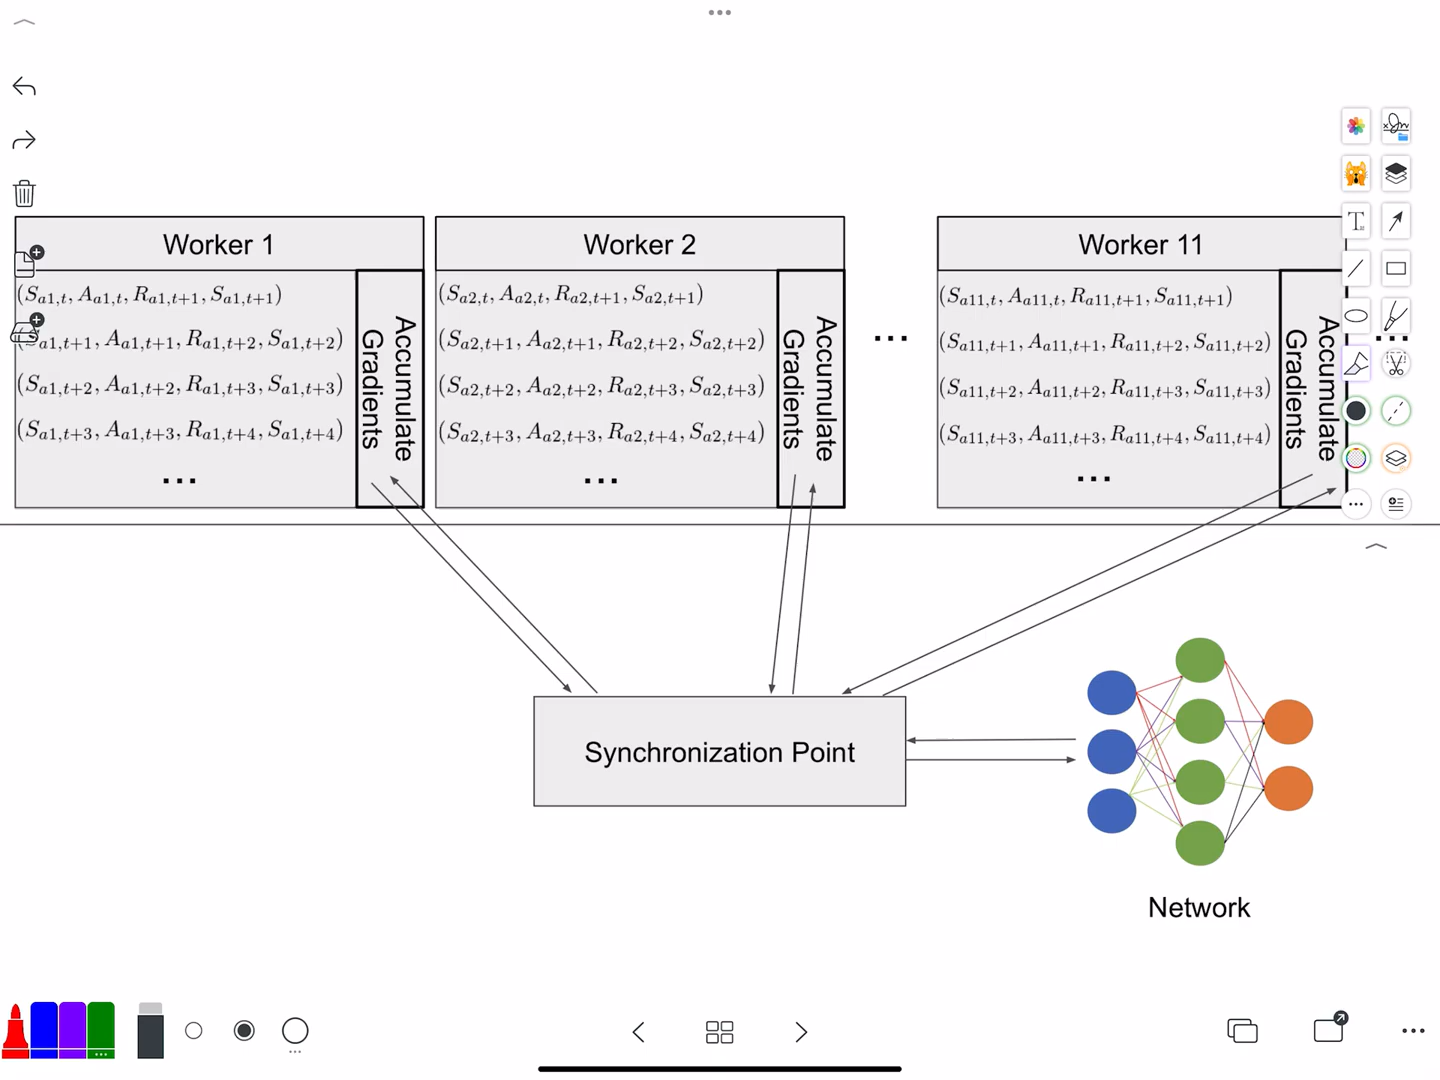 Worker 1
(S_{a1,t}, A_{a1,t}, R_{a1,t+1}, S_{a1,t+1})
(S_{a1,t+1}, A_{a1,t+1}, R_{a1,t+2}, S_{a1,t+2})
(S_{a1,t+2}, A_{a1,t+2}, R_{a1,t+3}, S_{a1,t+3})
(S_{a1,t+3}, A_{a1,t+3}, R_{a1,t+4}, S_{a1,t+4})
...
Accumulate
Gradients
Worker 2
(S_{a2,t}, A_{a2,t}, R_{a2,t+1}, S_{a2,t+1})
(S_{a2,t+1}, A_{a2,t+1}, R_{a2,t+2}, S_{a2,t+2})
(S_{a2,t+2}, A_{a2,t+2}, R_{a2,t+3}, S_{a2,t+3})
(S_{a2,t+3}, A_{a2,t+3}, R_{a2,t+4}, S_{a2,t+4})
...
Accumulate
Gradients
...
Worker 11
(S_{a11,t}, A_{a11,t}, R_{a11,t+1}, S_{a11,t+1})
(S_{a11,t+1}, A_{a11,t+1}, R_{a11,t+2}, S_{a11,t+2})
(S_{a11,t+2}, A_{a11,t+2}, R_{a11,t+3}, S_{a11,t+3})
(S_{a11,t+3}, A_{a11,t+3}, R_{a11,t+4}, S_{a11,t+4})
...
Accumulate
Gradients
...
Synchronization Point
Network